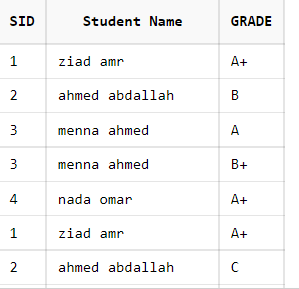 SID Student Name GRADE
1 ziad amr A+
2 ahmed abdallah B
3 menna ahmed A
3 menna ahmed B+
4 nada omar A+
1 ziad amr A+
2 ahmed abdallah C